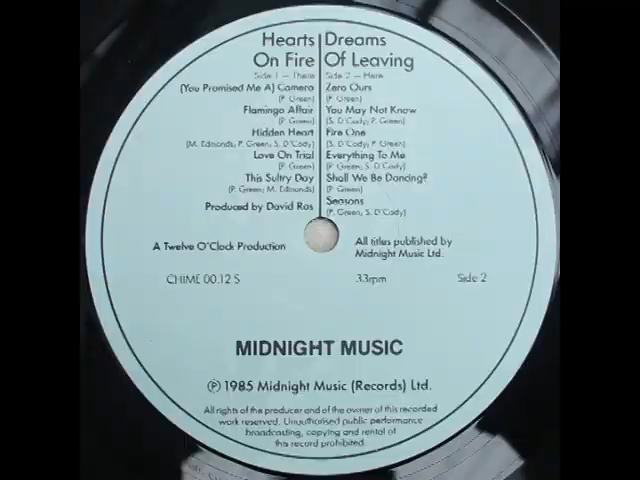 Hearts
On Fire
Side 1 — There
(You Promised Me A) Camera
(P. Green)
Flamingo Affair
(P. Green)
Hidden Heart
(M. Edmonds, P. Green, S. D'Cody)
Love On Trial
(P. Green)
This Sultry Day
(P. Green, M. Edmonds)
Produced by David Ros
Dreams
Of Leaving
Side 2 — Here
Zero Ours
(P. Green)
You May Not Know
(S. D'Cody, P. Green)
Fire One
(S. D'Cody, P. Green)
Everything To Me
(P. Green, S. D'Cody)
Shall We Be Dancing?
(P. Green)
Seasons
(P. Green, S. D'Cody)
A Twelve O'Clock Production
All titles published by
Midnight Music Ltd.
CHIME 00.12 S
33rpm
Side 2
MIDNIGHT MUSIC
℗ 1985 Midnight Music (Records) Ltd.
All rights of the producer and of the owner of this recorded
work reserved. Unauthorised public performance
broadcasting, copying and rental of
this record prohibited.